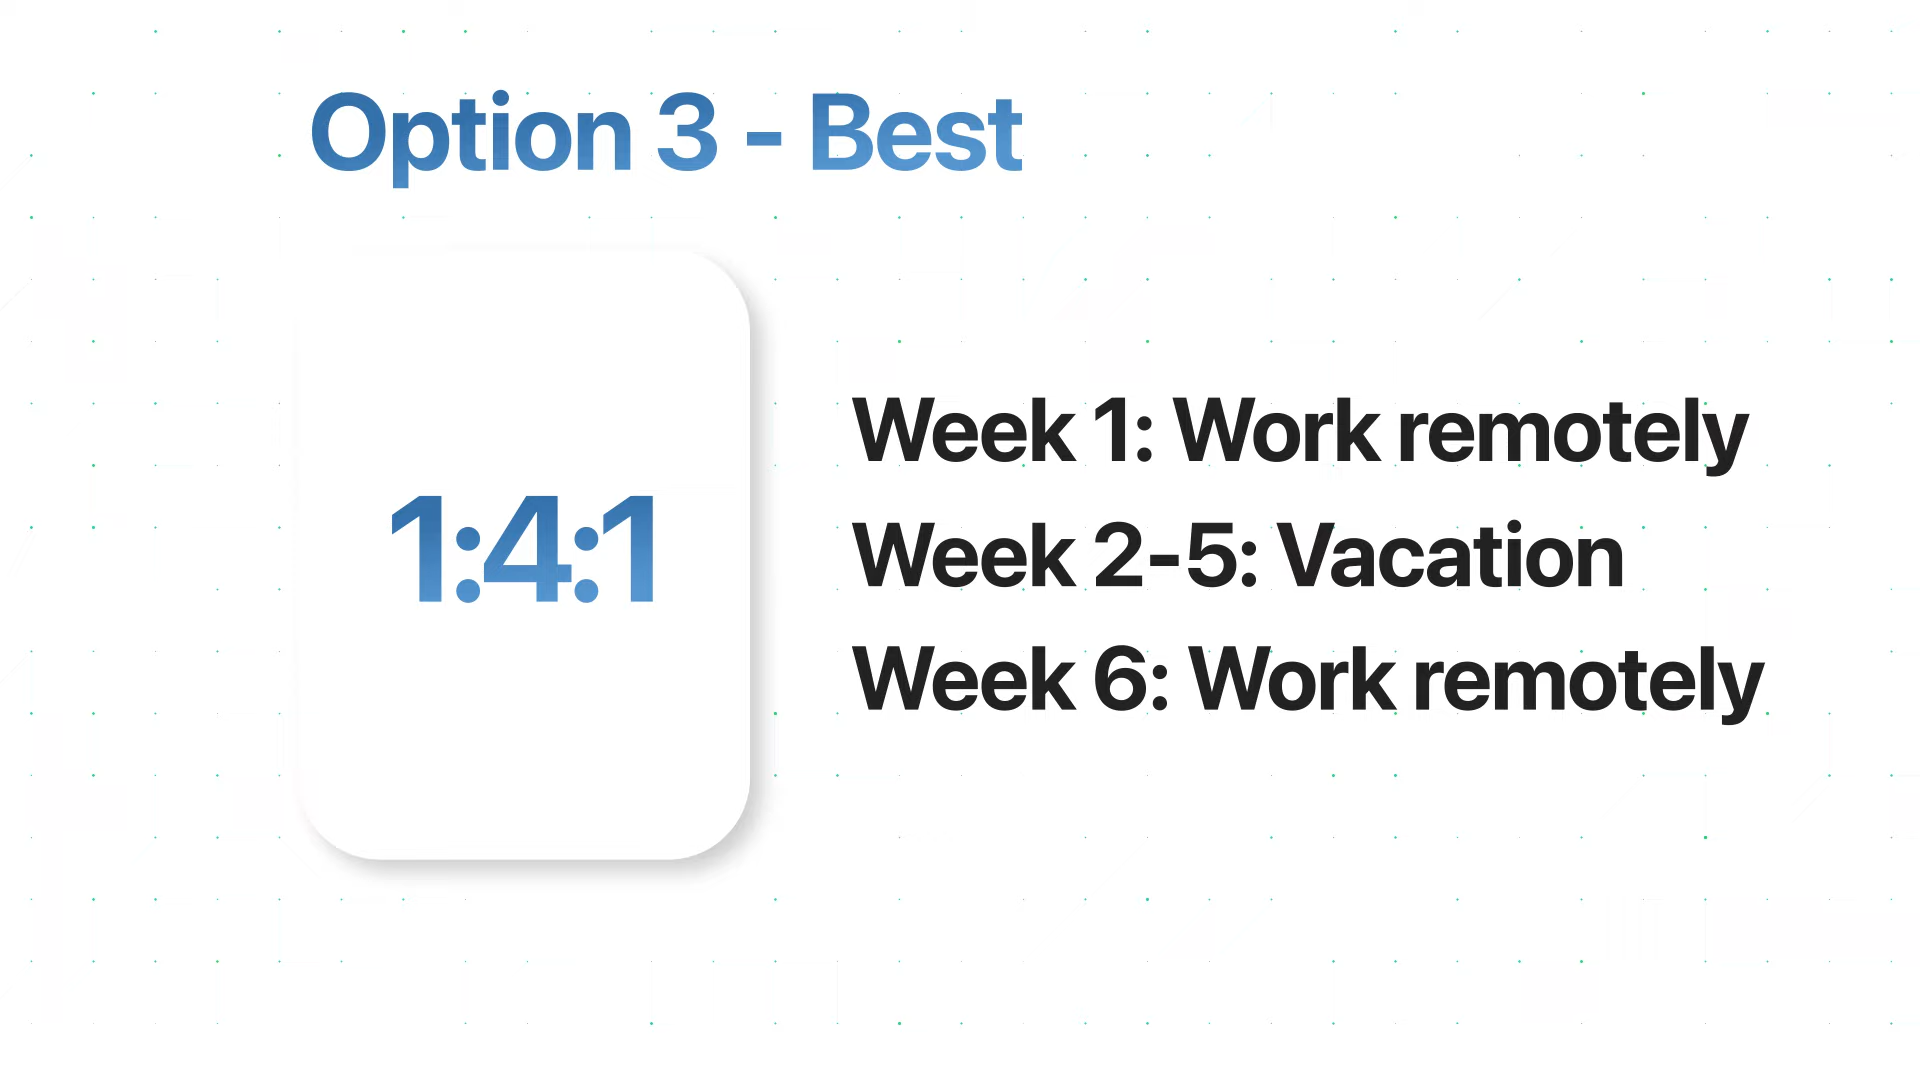 Option 3 - Best
1:4:1
Week 1: Work remotely
Week 2-5: Vacation
Week 6: Work remotely